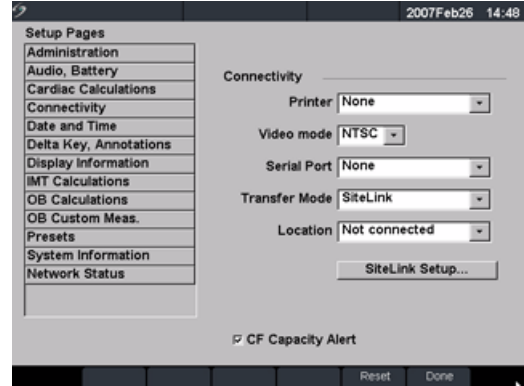 2007Feb26 14:48
Setup Pages
Administration
Audio, Battery
Cardiac Calculations
Connectivity
Date and Time
Delta Key, Annotations
Display Information
IMT Calculations
OB Calculations
OB Custom Meas.
Presets
System Information
Network Status
Connectivity
Printer None
Video mode NTSC
Serial Port None
Transfer Mode SiteLink
Location Not connected
SiteLink Setup...
CF Capacity Alert
Reset Done